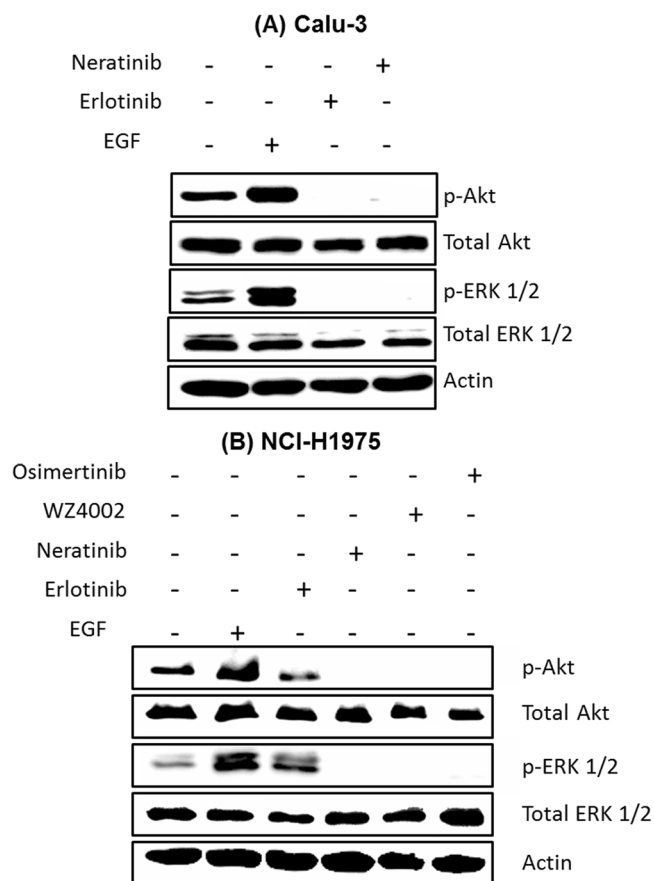 (A) Calu-3
Neratinib - - - +
Erlotinib - - + -
EGF - + - -
p-Akt
Total Akt
p-ERK 1/2
Total ERK 1/2
Actin
(B) NCI-H1975
Osimertinib - - - - - +
WZ4002 - - - - + -
Neratinib - - - + - -
Erlotinib - - + - - -
EGF - + - - - -
p-Akt
Total Akt
p-ERK 1/2
Total ERK 1/2
Actin